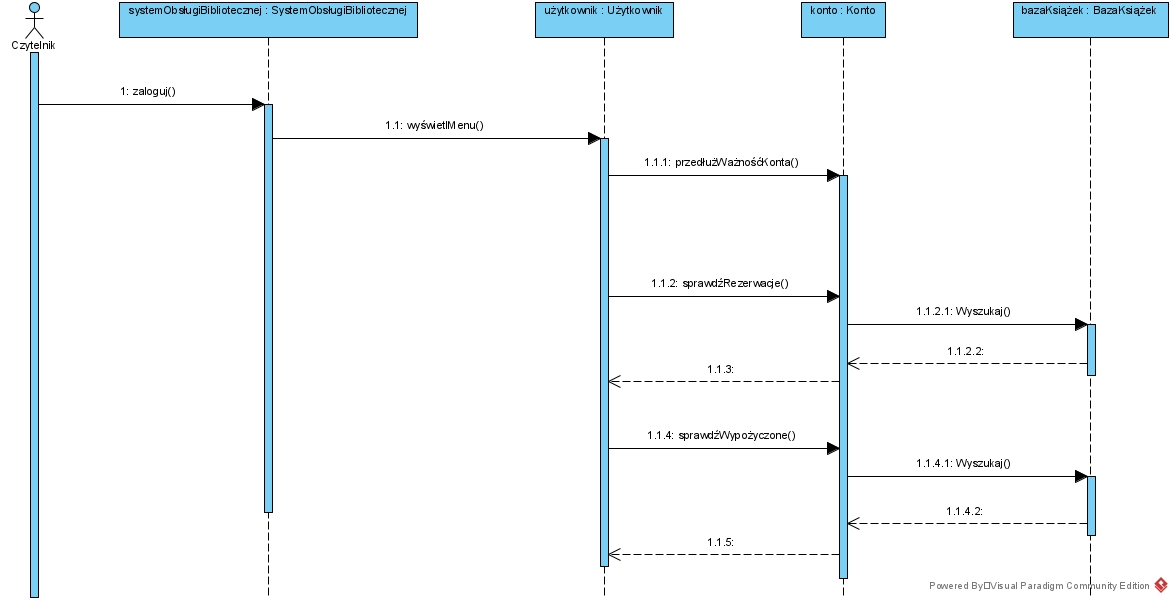 systemObsługiBibliotecznej : SystemObsługiBibliotecznej
użytkownik : Użytkownik
konto : Konto
bazaKsiążek : BazaKsiążek
Czytelnik
1: zaloguj()
1.1: wyświetlMenu()
1.1.1: przedłużWażnośćKonta()
1.1.2: sprawdźRezerwacje()
1.1.2.1: Wyszukaj()
1.1.2.2:
1.1.3:
1.1.4: sprawdźWypożyczone()
1.1.4.1: Wyszukaj()
1.1.4.2:
1.1.5:
Powered By Visual Paradigm Community Edition